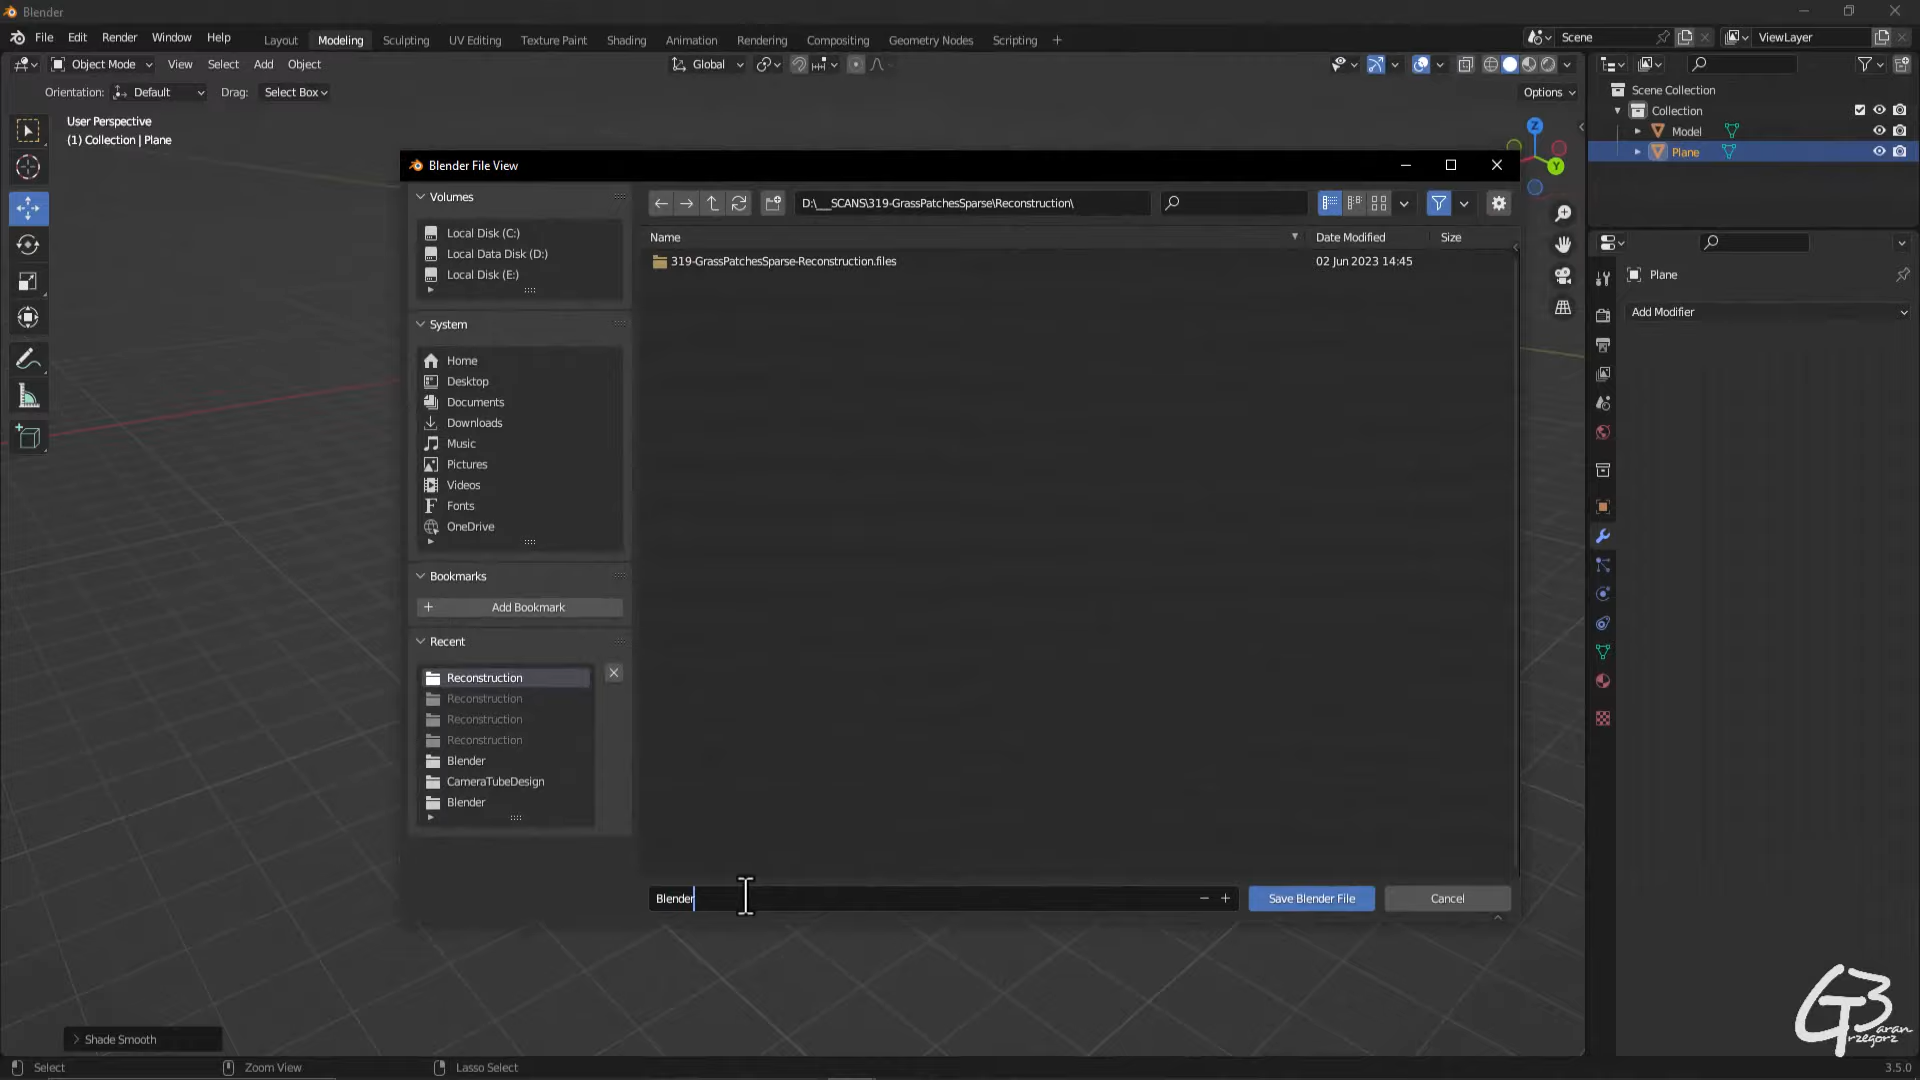 Blender
File Edit Render Window Help Layout Modeling Sculpting UV Editing Texture Paint Shading Animation Rendering Compositing Geometry Nodes Scripting + Scene ViewLayer
Object Mode View Select Add Object Global
Orientation: Default Drag: Select Box Options
User Perspective
(1) Collection | Plane
Z
Y
Scene Collection
Collection
Model
Plane
Plane
Add Modifier
Blender File View
Volumes
Local Disk (C:)
Local Data Disk (D:)
Local Disk (E:)
System
Home
Desktop
Documents
Downloads
Music
Pictures
Videos
Fonts
OneDrive
Bookmarks
+ Add Bookmark
Recent
Reconstruction
Reconstruction
Reconstruction
Reconstruction
Blender
CameraTubeDesign
Blender
D:\__SCANS\319-GrassPatchesSparse\Reconstruction\
Name Date Modified Size
319-GrassPatchesSparse-Reconstruction.files 02 Jun 2023 14:45
Blender - + Save Blender File Cancel
Shade Smooth
Select Zoom View Lasso Select 3.5.0